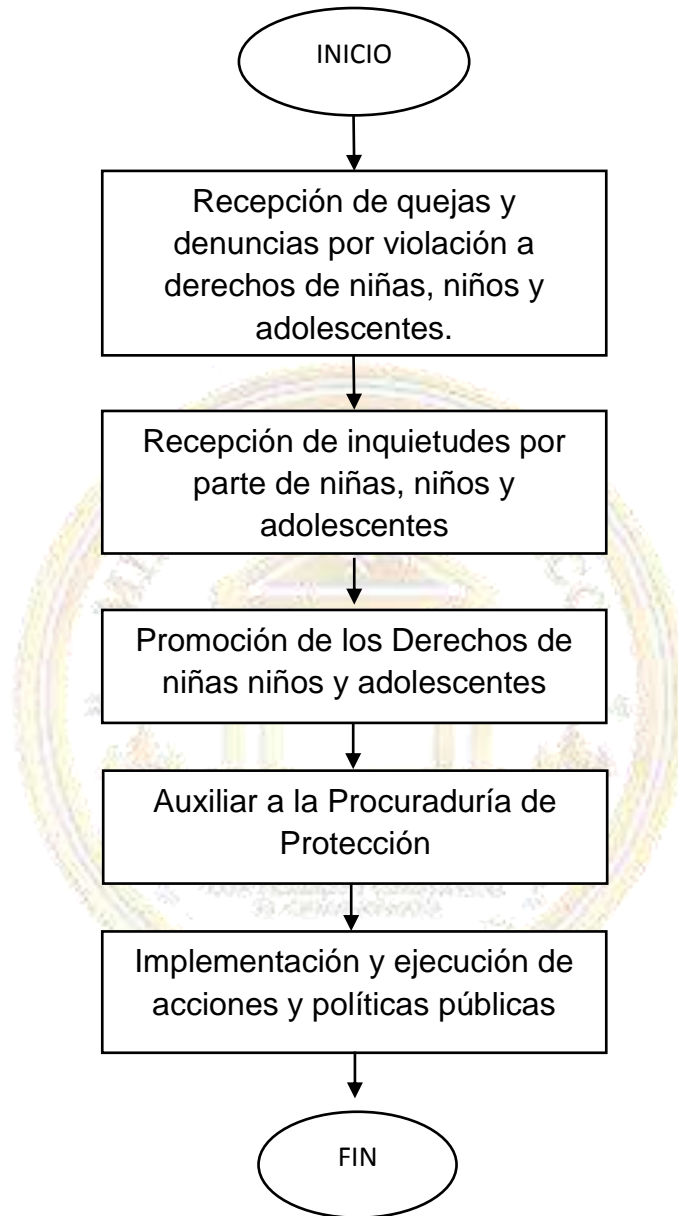 INICIO
Recepción de quejas y
denuncias por violación a
derechos de niñas, niños y
adolescentes.
Recepción de inquietudes por
parte de niñas, niños y
adolescentes
Promoción de los Derechos de
niñas niños y adolescentes
Auxiliar a la Procuraduría de
Protección
Implementación y ejecución de
acciones y políticas públicas
FIN